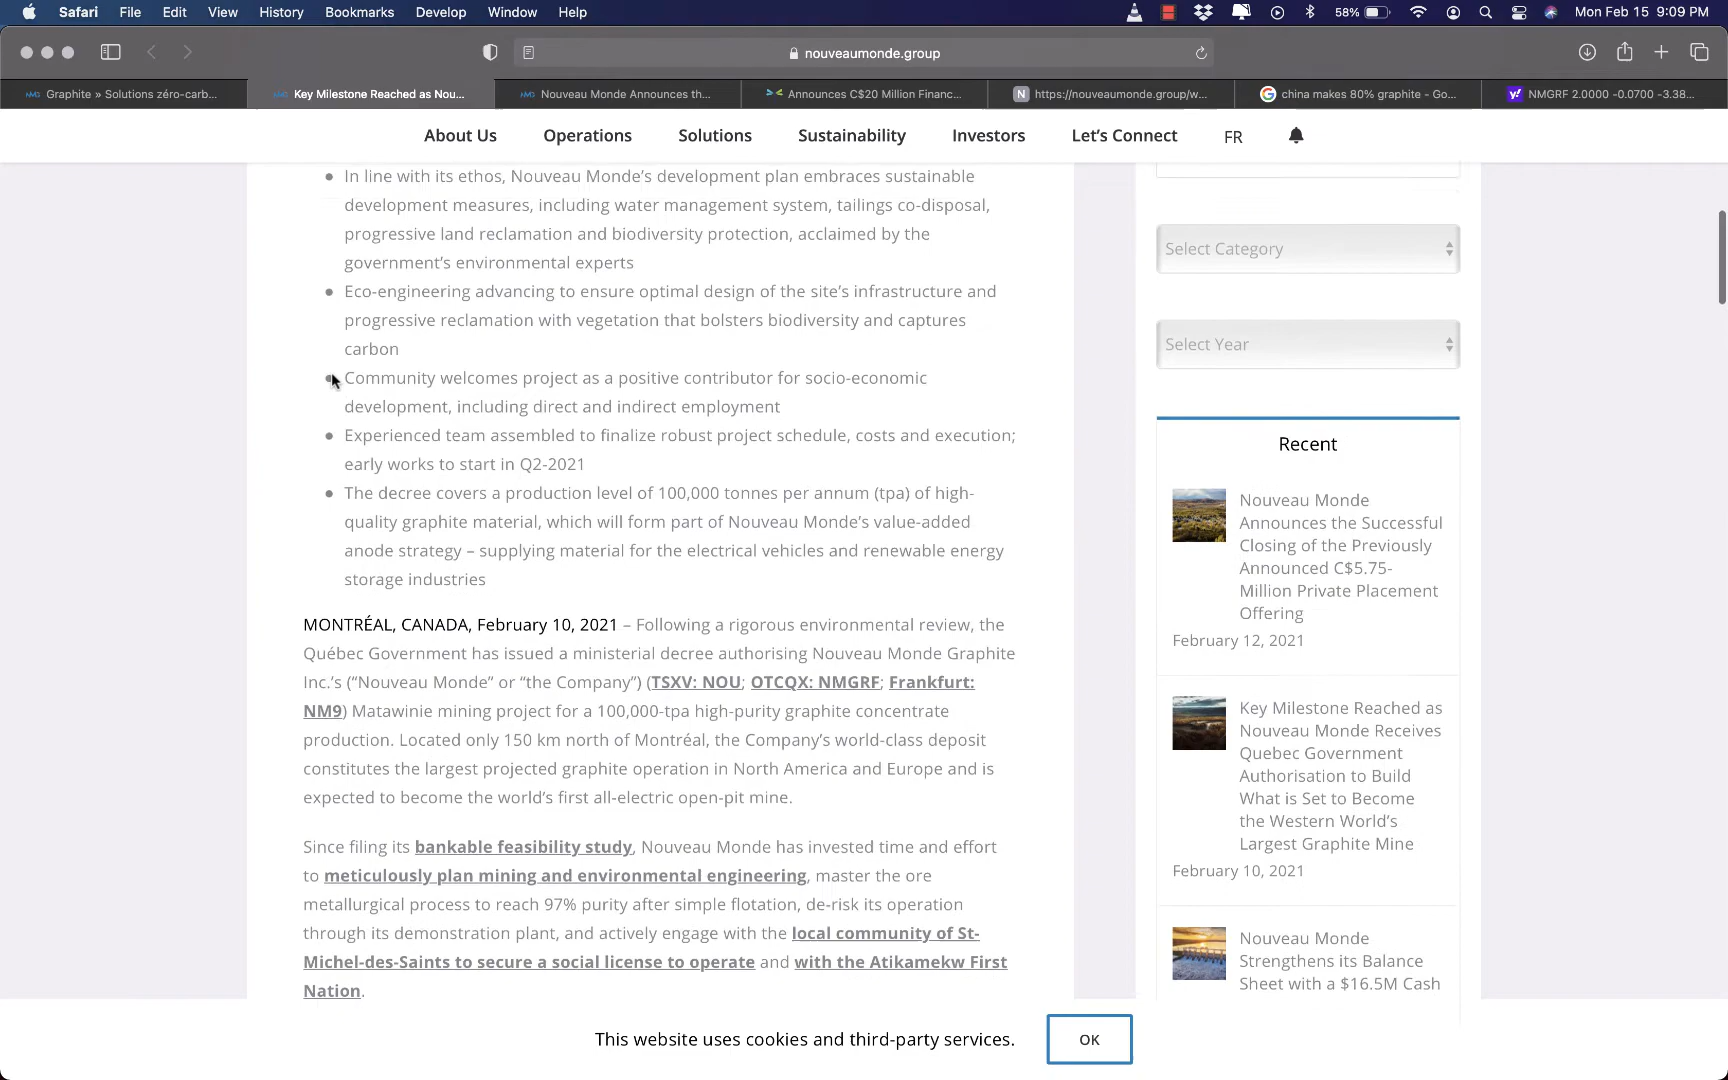 Safari File Edit View History Bookmarks Develop Window Help 58% Mon Feb 15 9:09 PM
nouveaumonde.group
Graphite » Solutions zéro-carb... Key Milestone Reached as Nou... Nouveau Monde Announces th... Announces C$20 Million Financ... N https://nouveaumonde.group/w... china makes 80% graphite - Go... y! NMGRF 2.0000 -0.0700 -3.38...
About Us Operations Solutions Sustainability Investors Let's Connect FR
In line with its ethos, Nouveau Monde's development plan embraces sustainable
development measures, including water management system, tailings co-disposal,
progressive land reclamation and biodiversity protection, acclaimed by the
government's environmental experts
Eco-engineering advancing to ensure optimal design of the site's infrastructure and
progressive reclamation with vegetation that bolsters biodiversity and captures
carbon
Community welcomes project as a positive contributor for socio-economic
development, including direct and indirect employment
Experienced team assembled to finalize robust project schedule, costs and execution;
early works to start in Q2-2021
The decree covers a production level of 100,000 tonnes per annum (tpa) of high-
quality graphite material, which will form part of Nouveau Monde's value-added
anode strategy – supplying material for the electrical vehicles and renewable energy
storage industries
MONTRÉAL, CANADA, February 10, 2021 – Following a rigorous environmental review, the
Québec Government has issued a ministerial decree authorising Nouveau Monde Graphite
Inc.'s ("Nouveau Monde" or "the Company") (TSXV: NOU; OTCQX: NMGRF; Frankfurt:
NM9) Matawinie mining project for a 100,000-tpa high-purity graphite concentrate
production. Located only 150 km north of Montréal, the Company's world-class deposit
constitutes the largest projected graphite operation in North America and Europe and is
expected to become the world's first all-electric open-pit mine.
Since filing its bankable feasibility study, Nouveau Monde has invested time and effort
to meticulously plan mining and environmental engineering, master the ore
metallurgical process to reach 97% purity after simple flotation, de-risk its operation
through its demonstration plant, and actively engage with the local community of St-
Michel-des-Saints to secure a social license to operate and with the Atikamekw First
Nation.
Select Category
Select Year
Recent
Nouveau Monde
Announces the Successful
Closing of the Previously
Announced C$5.75-
Million Private Placement
Offering
February 12, 2021
Key Milestone Reached as
Nouveau Monde Receives
Quebec Government
Authorisation to Build
What is Set to Become
the Western World's
Largest Graphite Mine
February 10, 2021
Nouveau Monde
Strengthens its Balance
Sheet with a $16.5M Cash
This website uses cookies and third-party services. OK